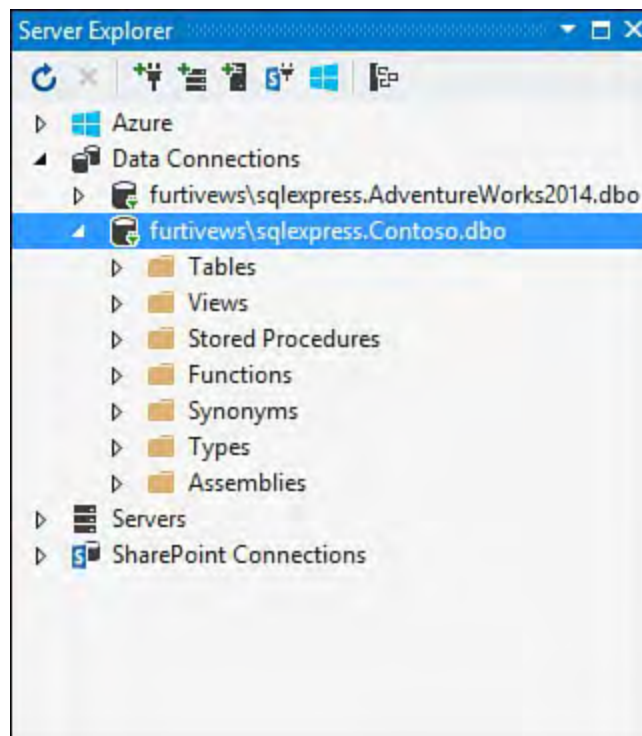 Server Explorer
Azure
Data Connections
furtivews\sqlexpress.AdventureWorks2014.dbo
furtivews\sqlexpress.Contoso.dbo
Tables
Views
Stored Procedures
Functions
Synonyms
Types
Assemblies
Servers
SharePoint Connections